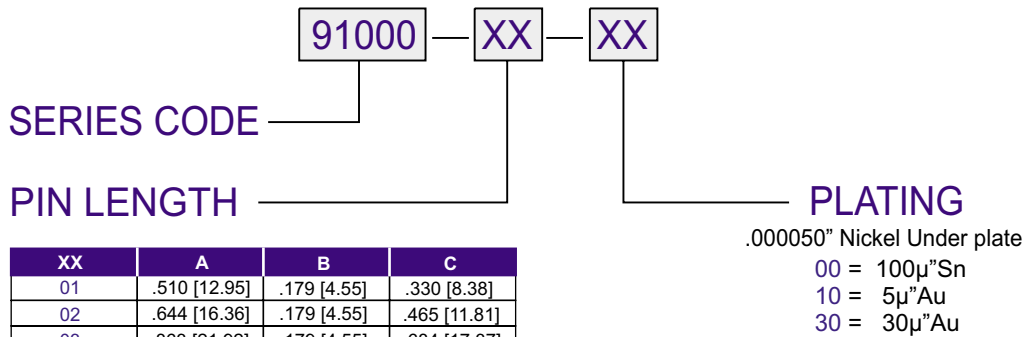 91000 — XX — XX
SERIES CODE
PIN LENGTH
PLATING
.000050” Nickel Under plate
00 = 100µ”Sn
10 = 5µ”Au
30 = 30µ”Au
XX A B C
01 .510 [12.95] .179 [4.55] .330 [8.38]
02 .644 [16.36] .179 [4.55] .465 [11.81]